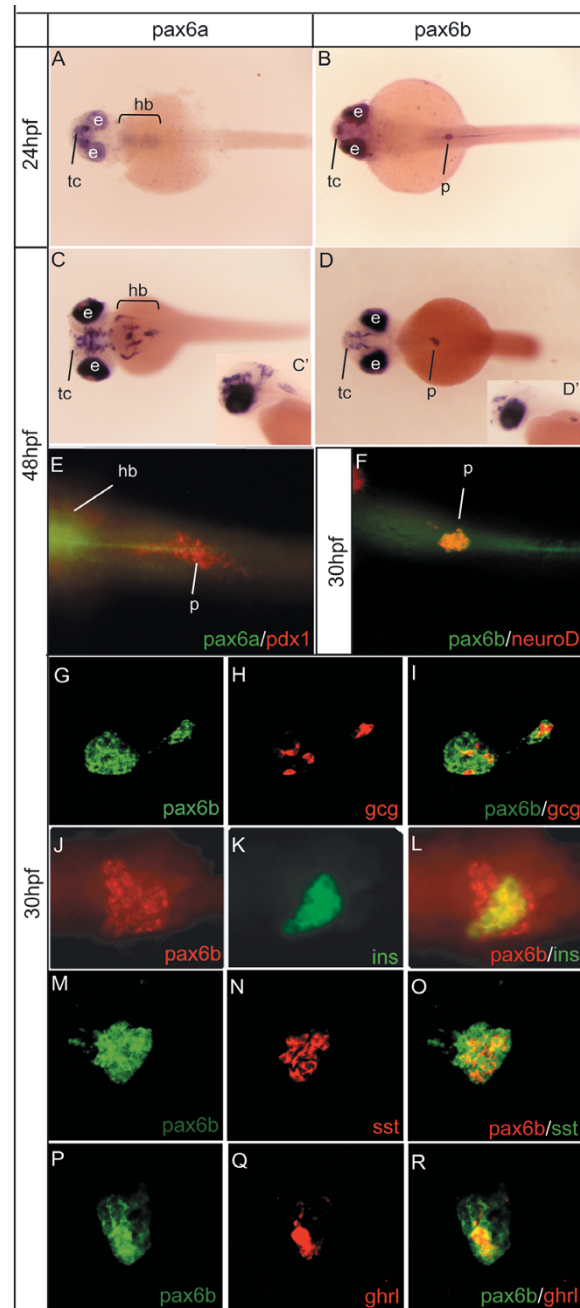 pax6a pax6b
24hpf
A B
hb
e e
e e
tc tc p
48hpf
C D
hb
e e
e e
tc C' tc p D'
E 30hpf F
hb p
p
pax6a/pdx1 pax6b/neuroD
30hpf
G H I
pax6b gcg pax6b/gcg
J K L
pax6b ins pax6b/ins
M N O
pax6b sst pax6b/sst
P Q R
pax6b ghrl pax6b/ghrl